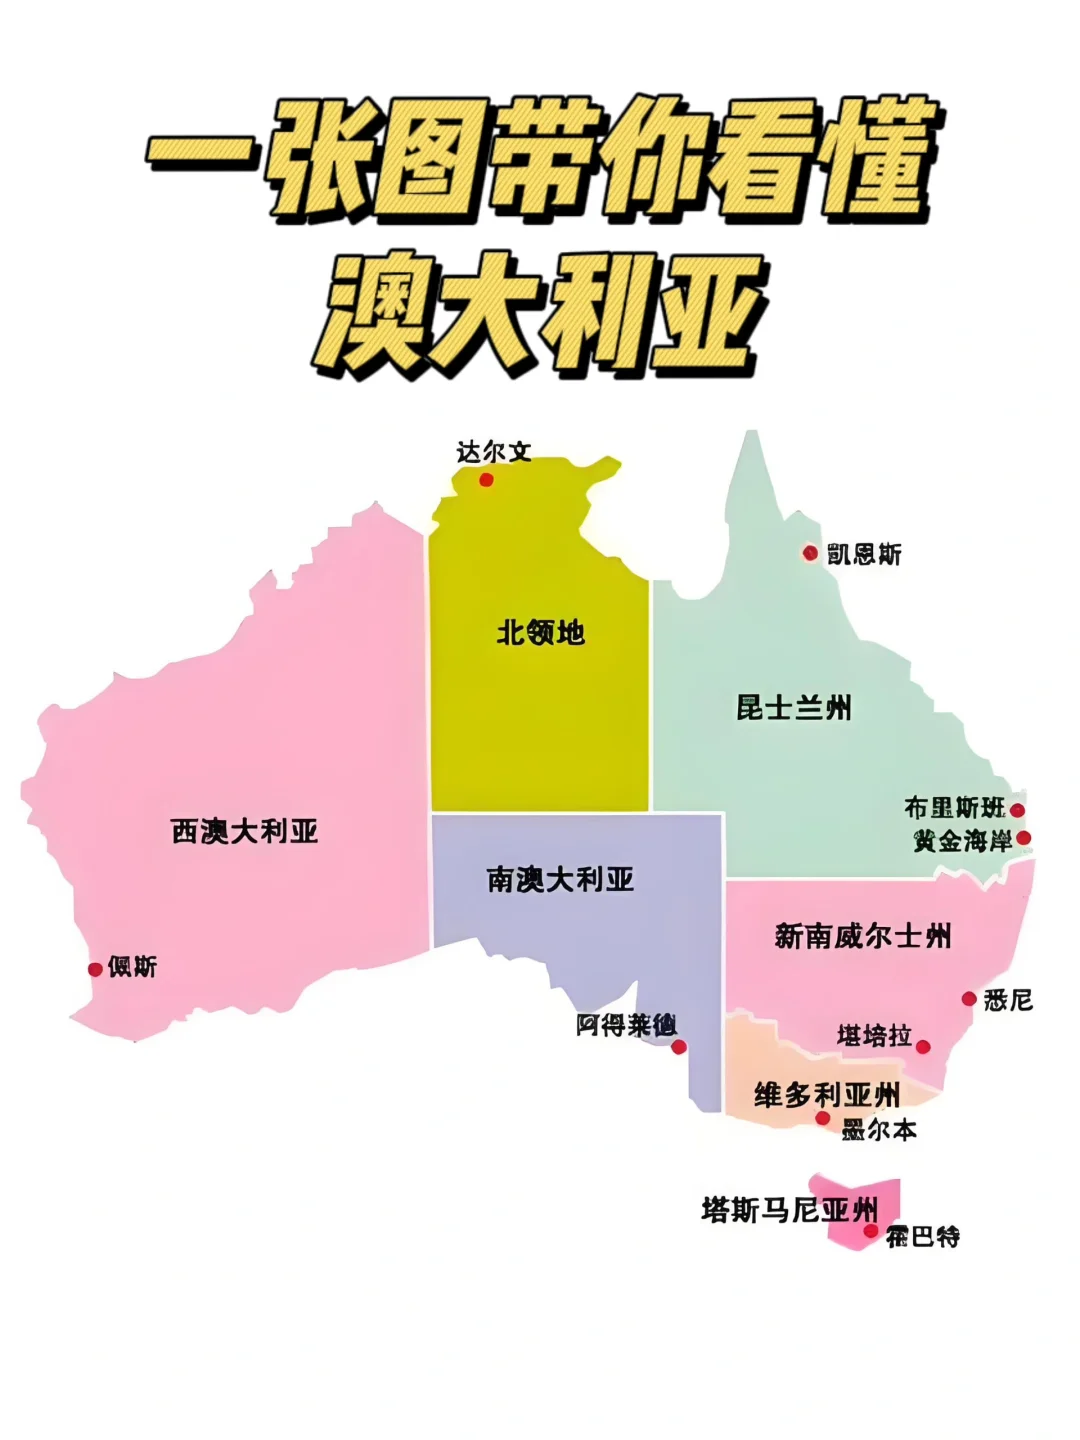 一张图带你看懂
澳大利亚
达尔文
凯恩斯
北领地
昆士兰州
布里斯班
西澳大利亚
黄金海岸
南澳大利亚
新南威尔士州
佩斯
悉尼
阿得莱德
堪培拉
维多利亚州
墨尔本
塔斯马尼亚州
霍巴特